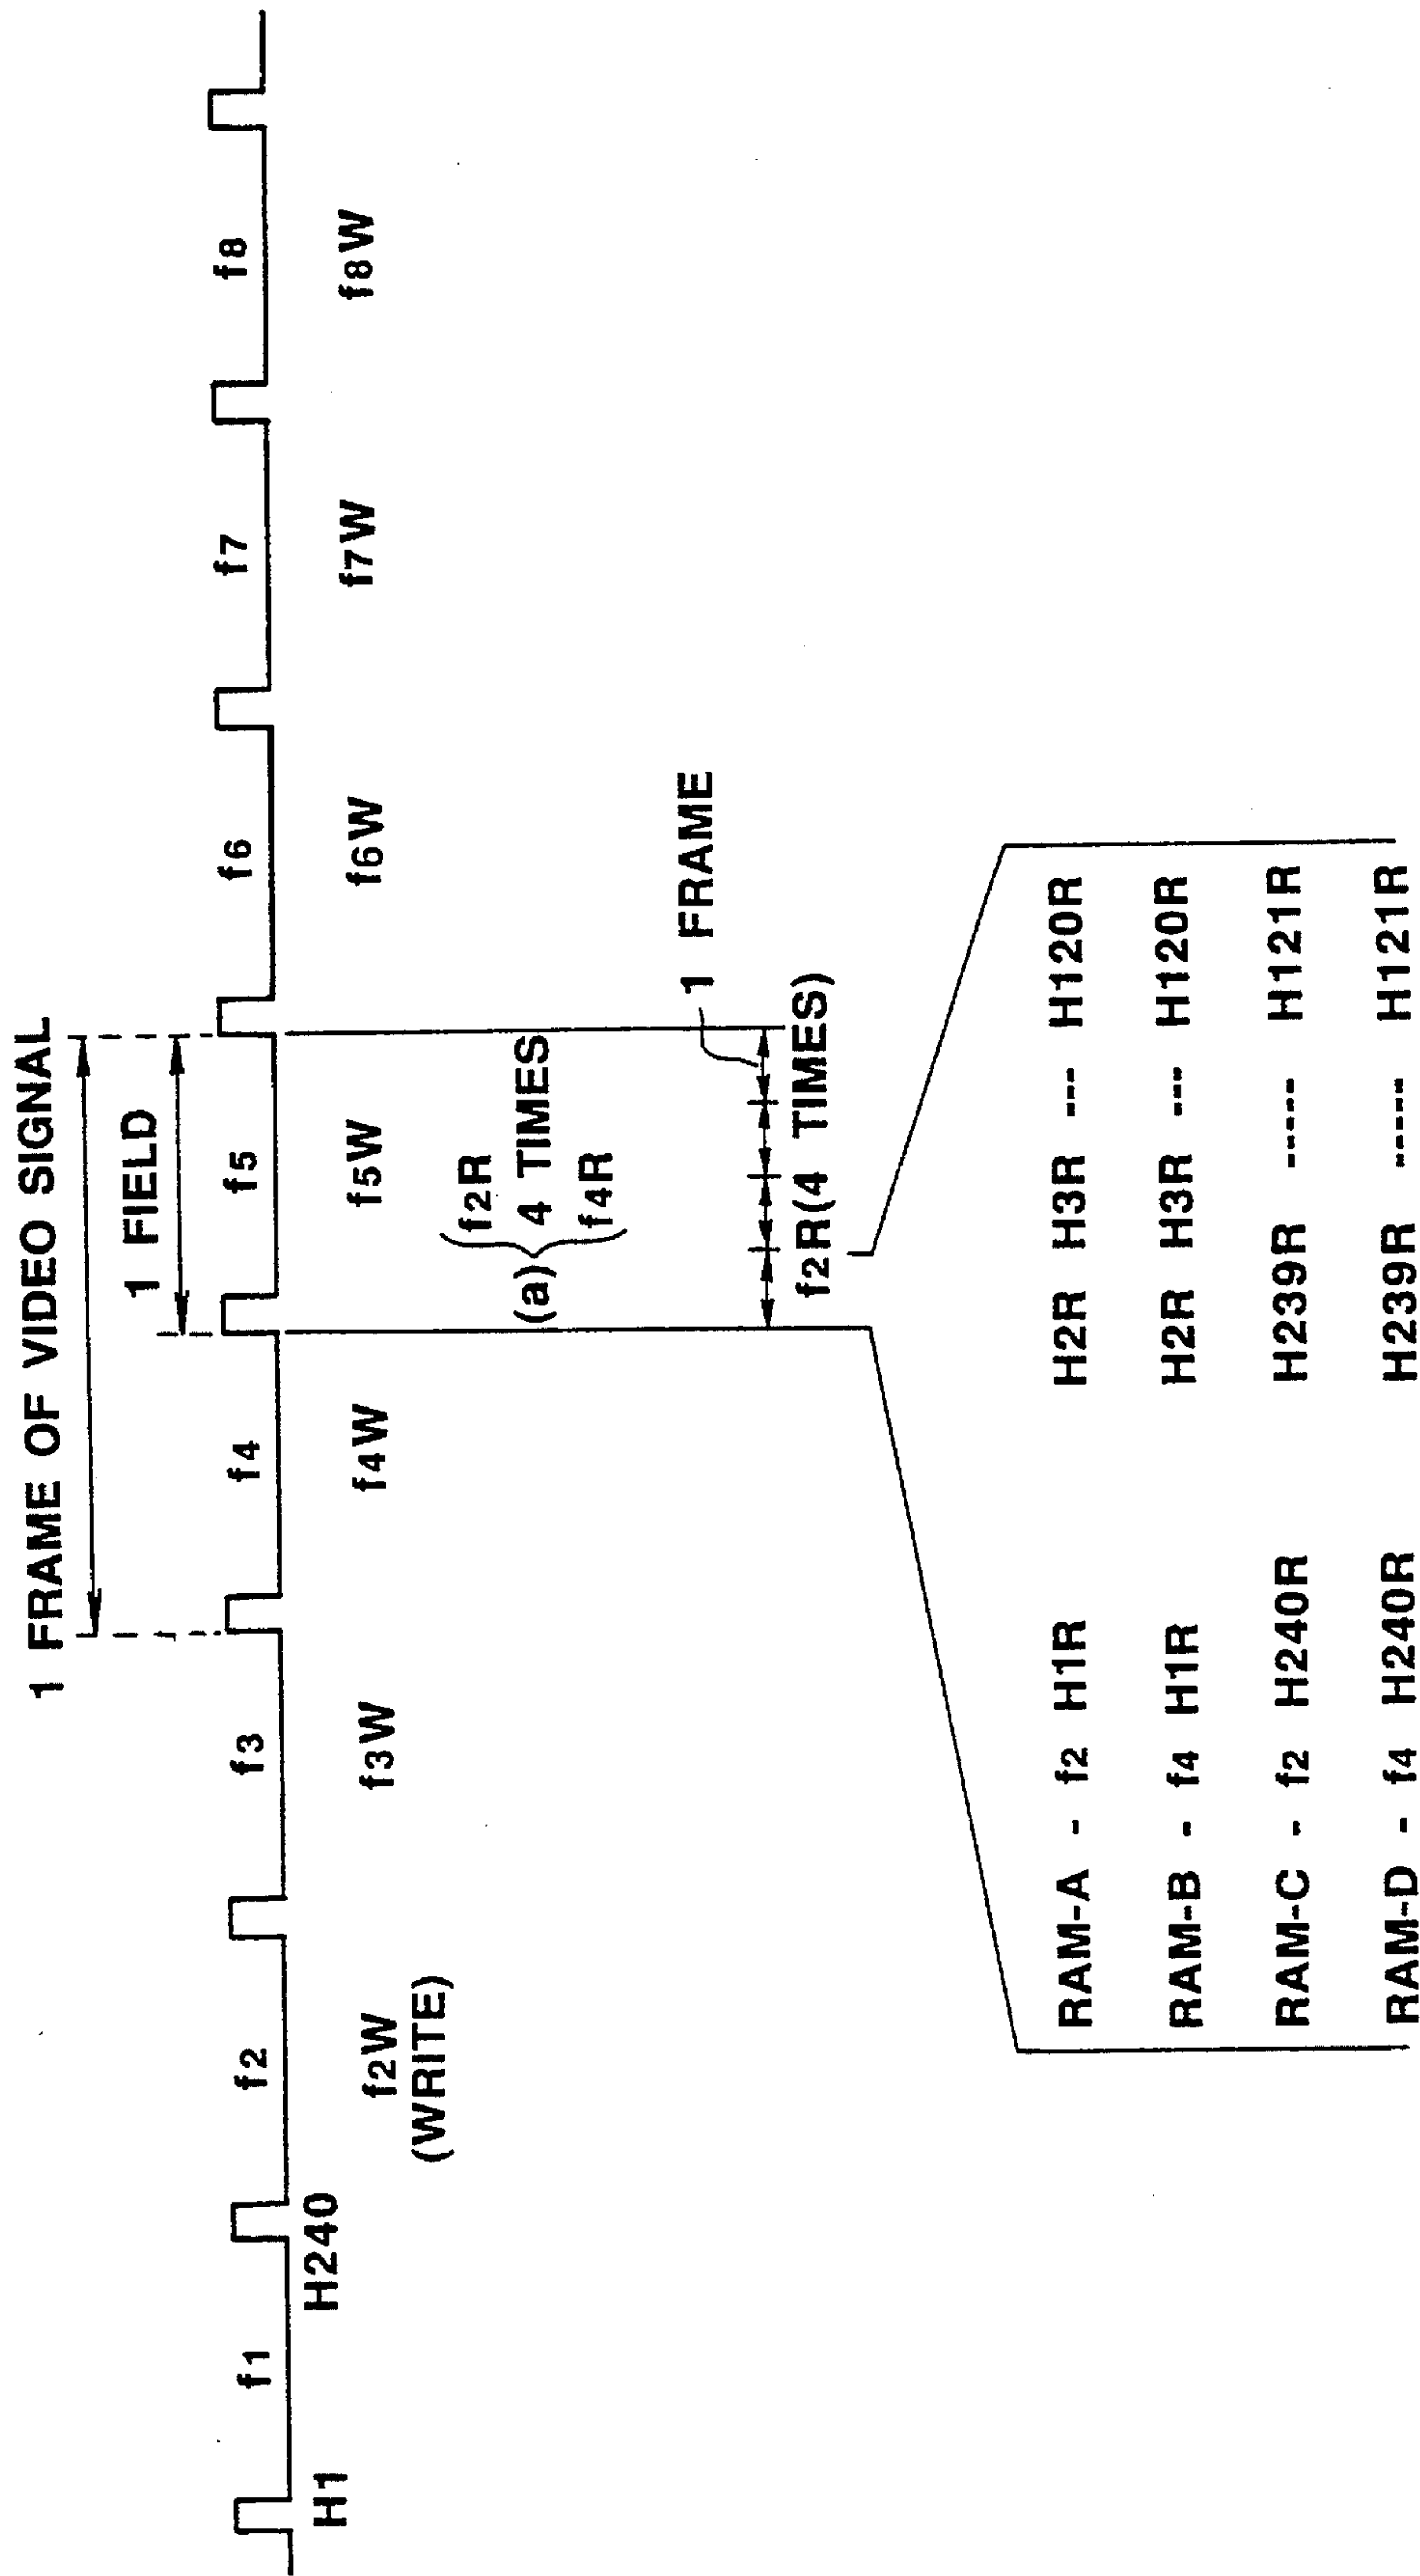 1 FRAME OF VIDEO SIGNAL
1 FIELD
f1 f2 f3 f4 f5 f6 f7 f8
H1 H240
f2W f3W f4W f5W f6W f7W f8W
(WRITE)
f2R
(a) 4 TIMES
f4R
1 FRAME
f2R(4 TIMES)
RAM-A - f2 H1R H2R H3R --- H120R
RAM-B - f4 H1R H2R H3R --- H120R
RAM-C - f2 H240R H239R ----- H121R
RAM-D - f4 H240R H239R ----- H121R